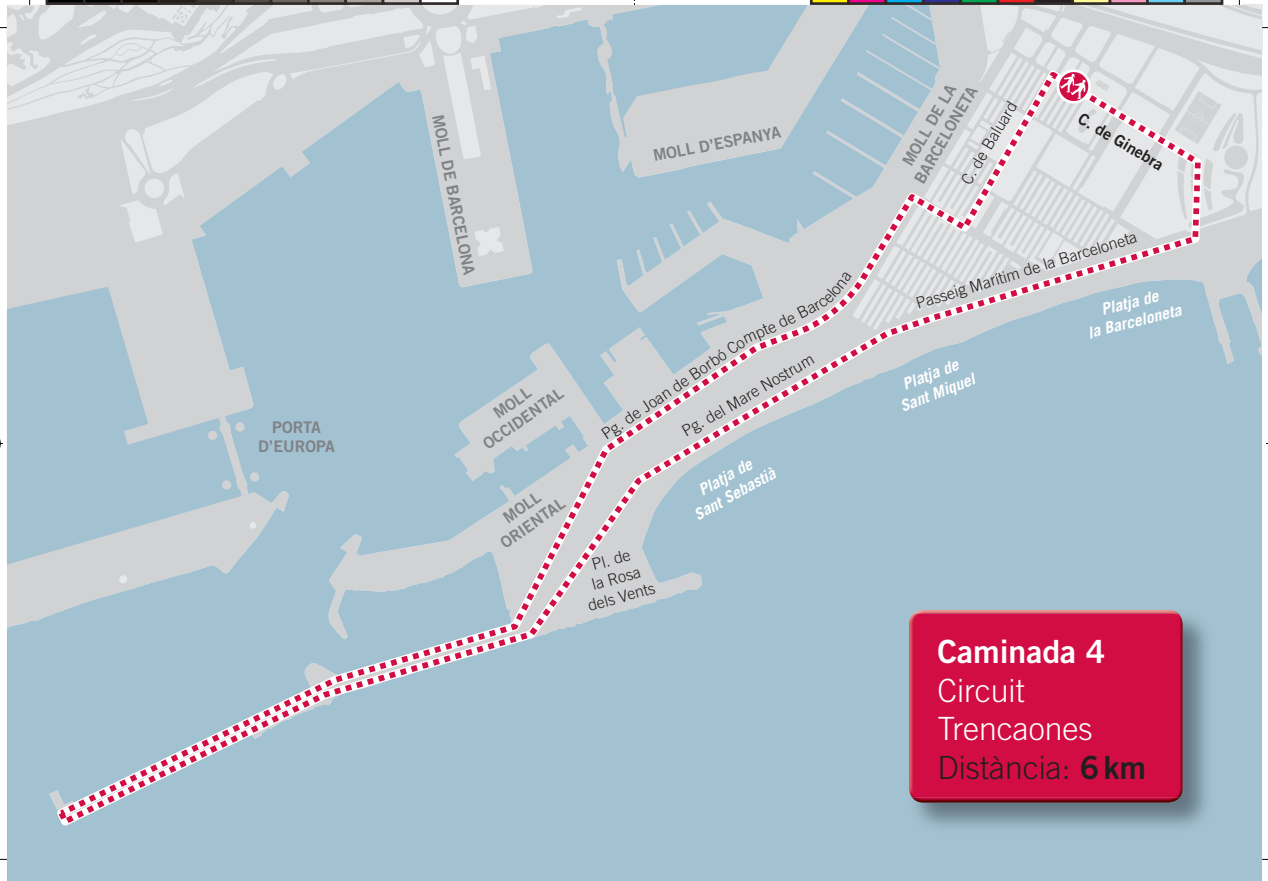 MOLL DE BARCELONA
MOLL D'ESPANYA
MOLL DE LA
BARCELONETA
C. de Baluard
C. de Ginebra
Passeig Marítim de la Barceloneta
Platja de
la Barceloneta
Pg. de Joan de Borbó Compte de Barcelona
Pg. del Mare Nostrum
Platja de
Sant Miquel
MOLL
OCCIDENTAL
PORTA
D'EUROPA
Platja de
Sant Sebastià
MOLL
ORIENTAL
Pl. de
la Rosa
dels Vents
Caminada 4
Circuit
Trencaones
Distància: 6 km